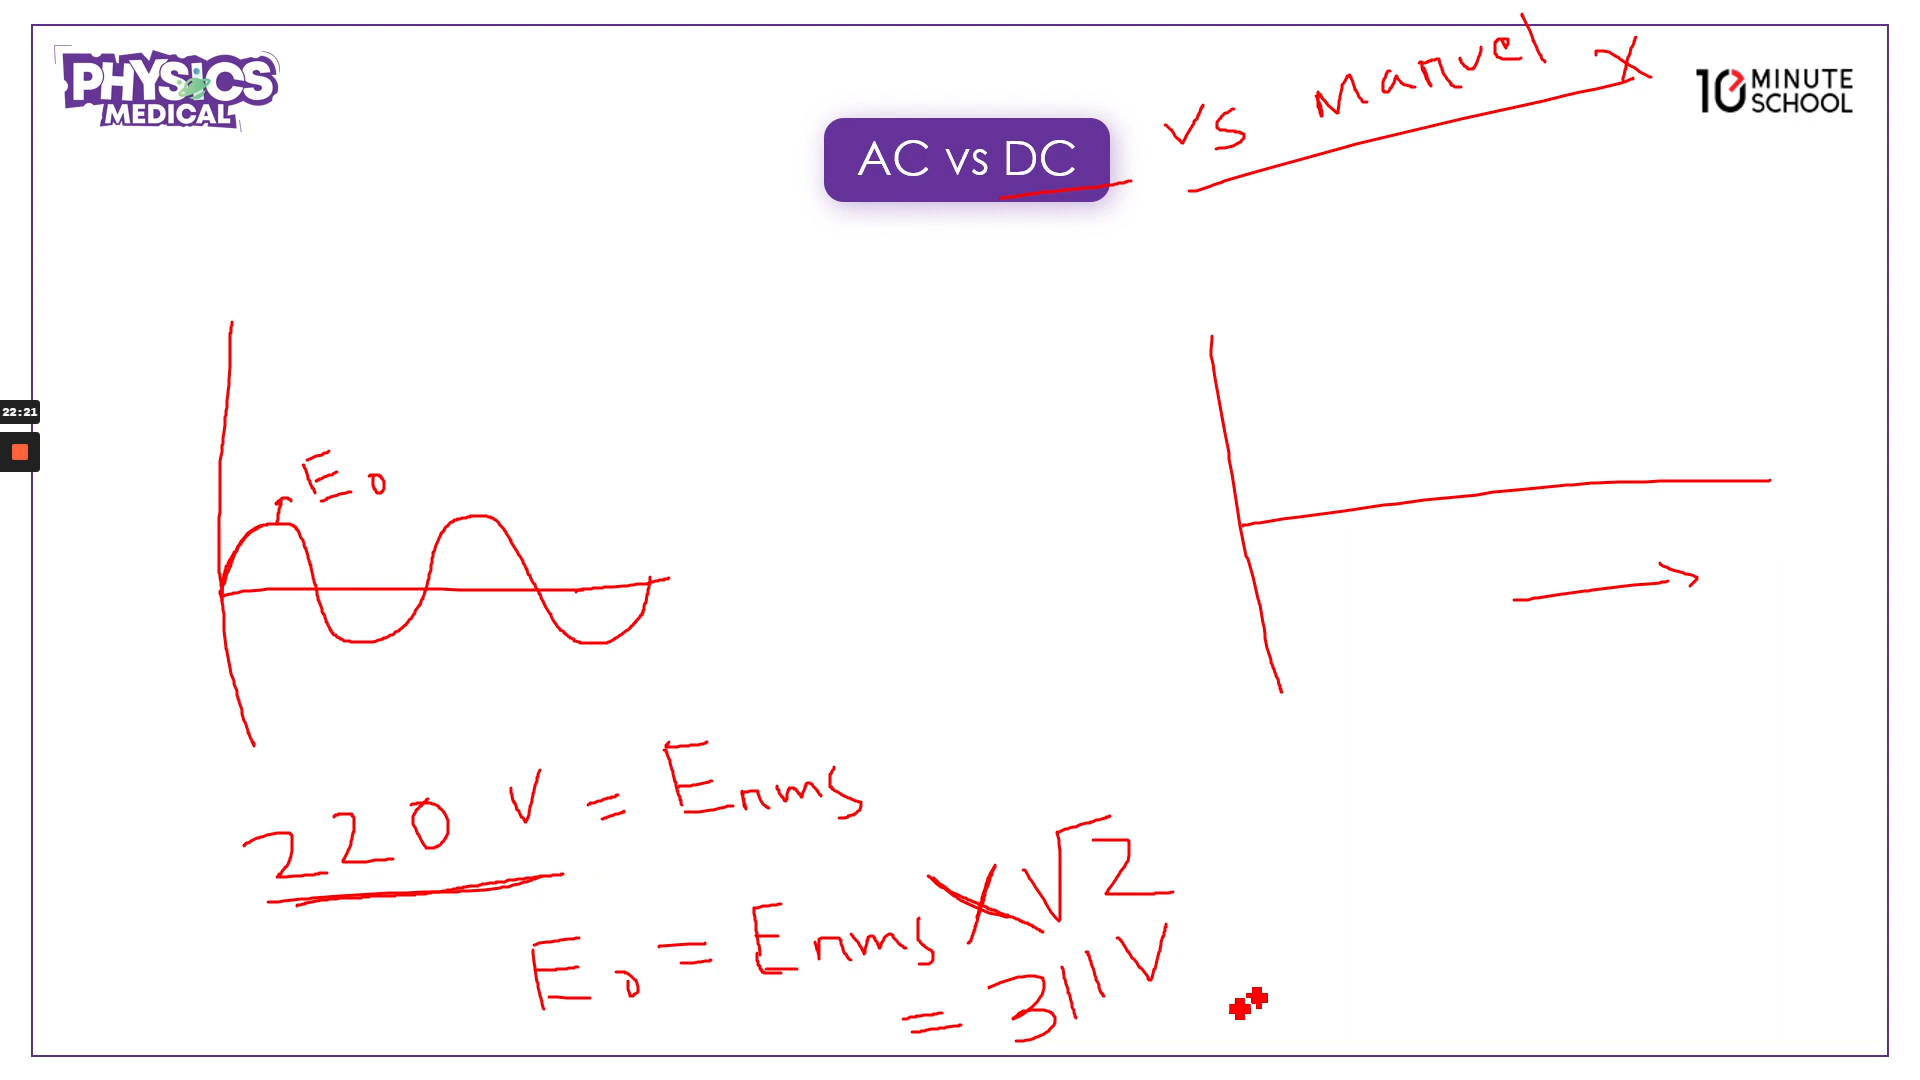 PHYSICS
MEDICAL
AC vs DC
vs Manuel X
10 MINUTE
SCHOOL
22:21
E₀
220 V = Erms
E₀ = Erms X √2
= 311V